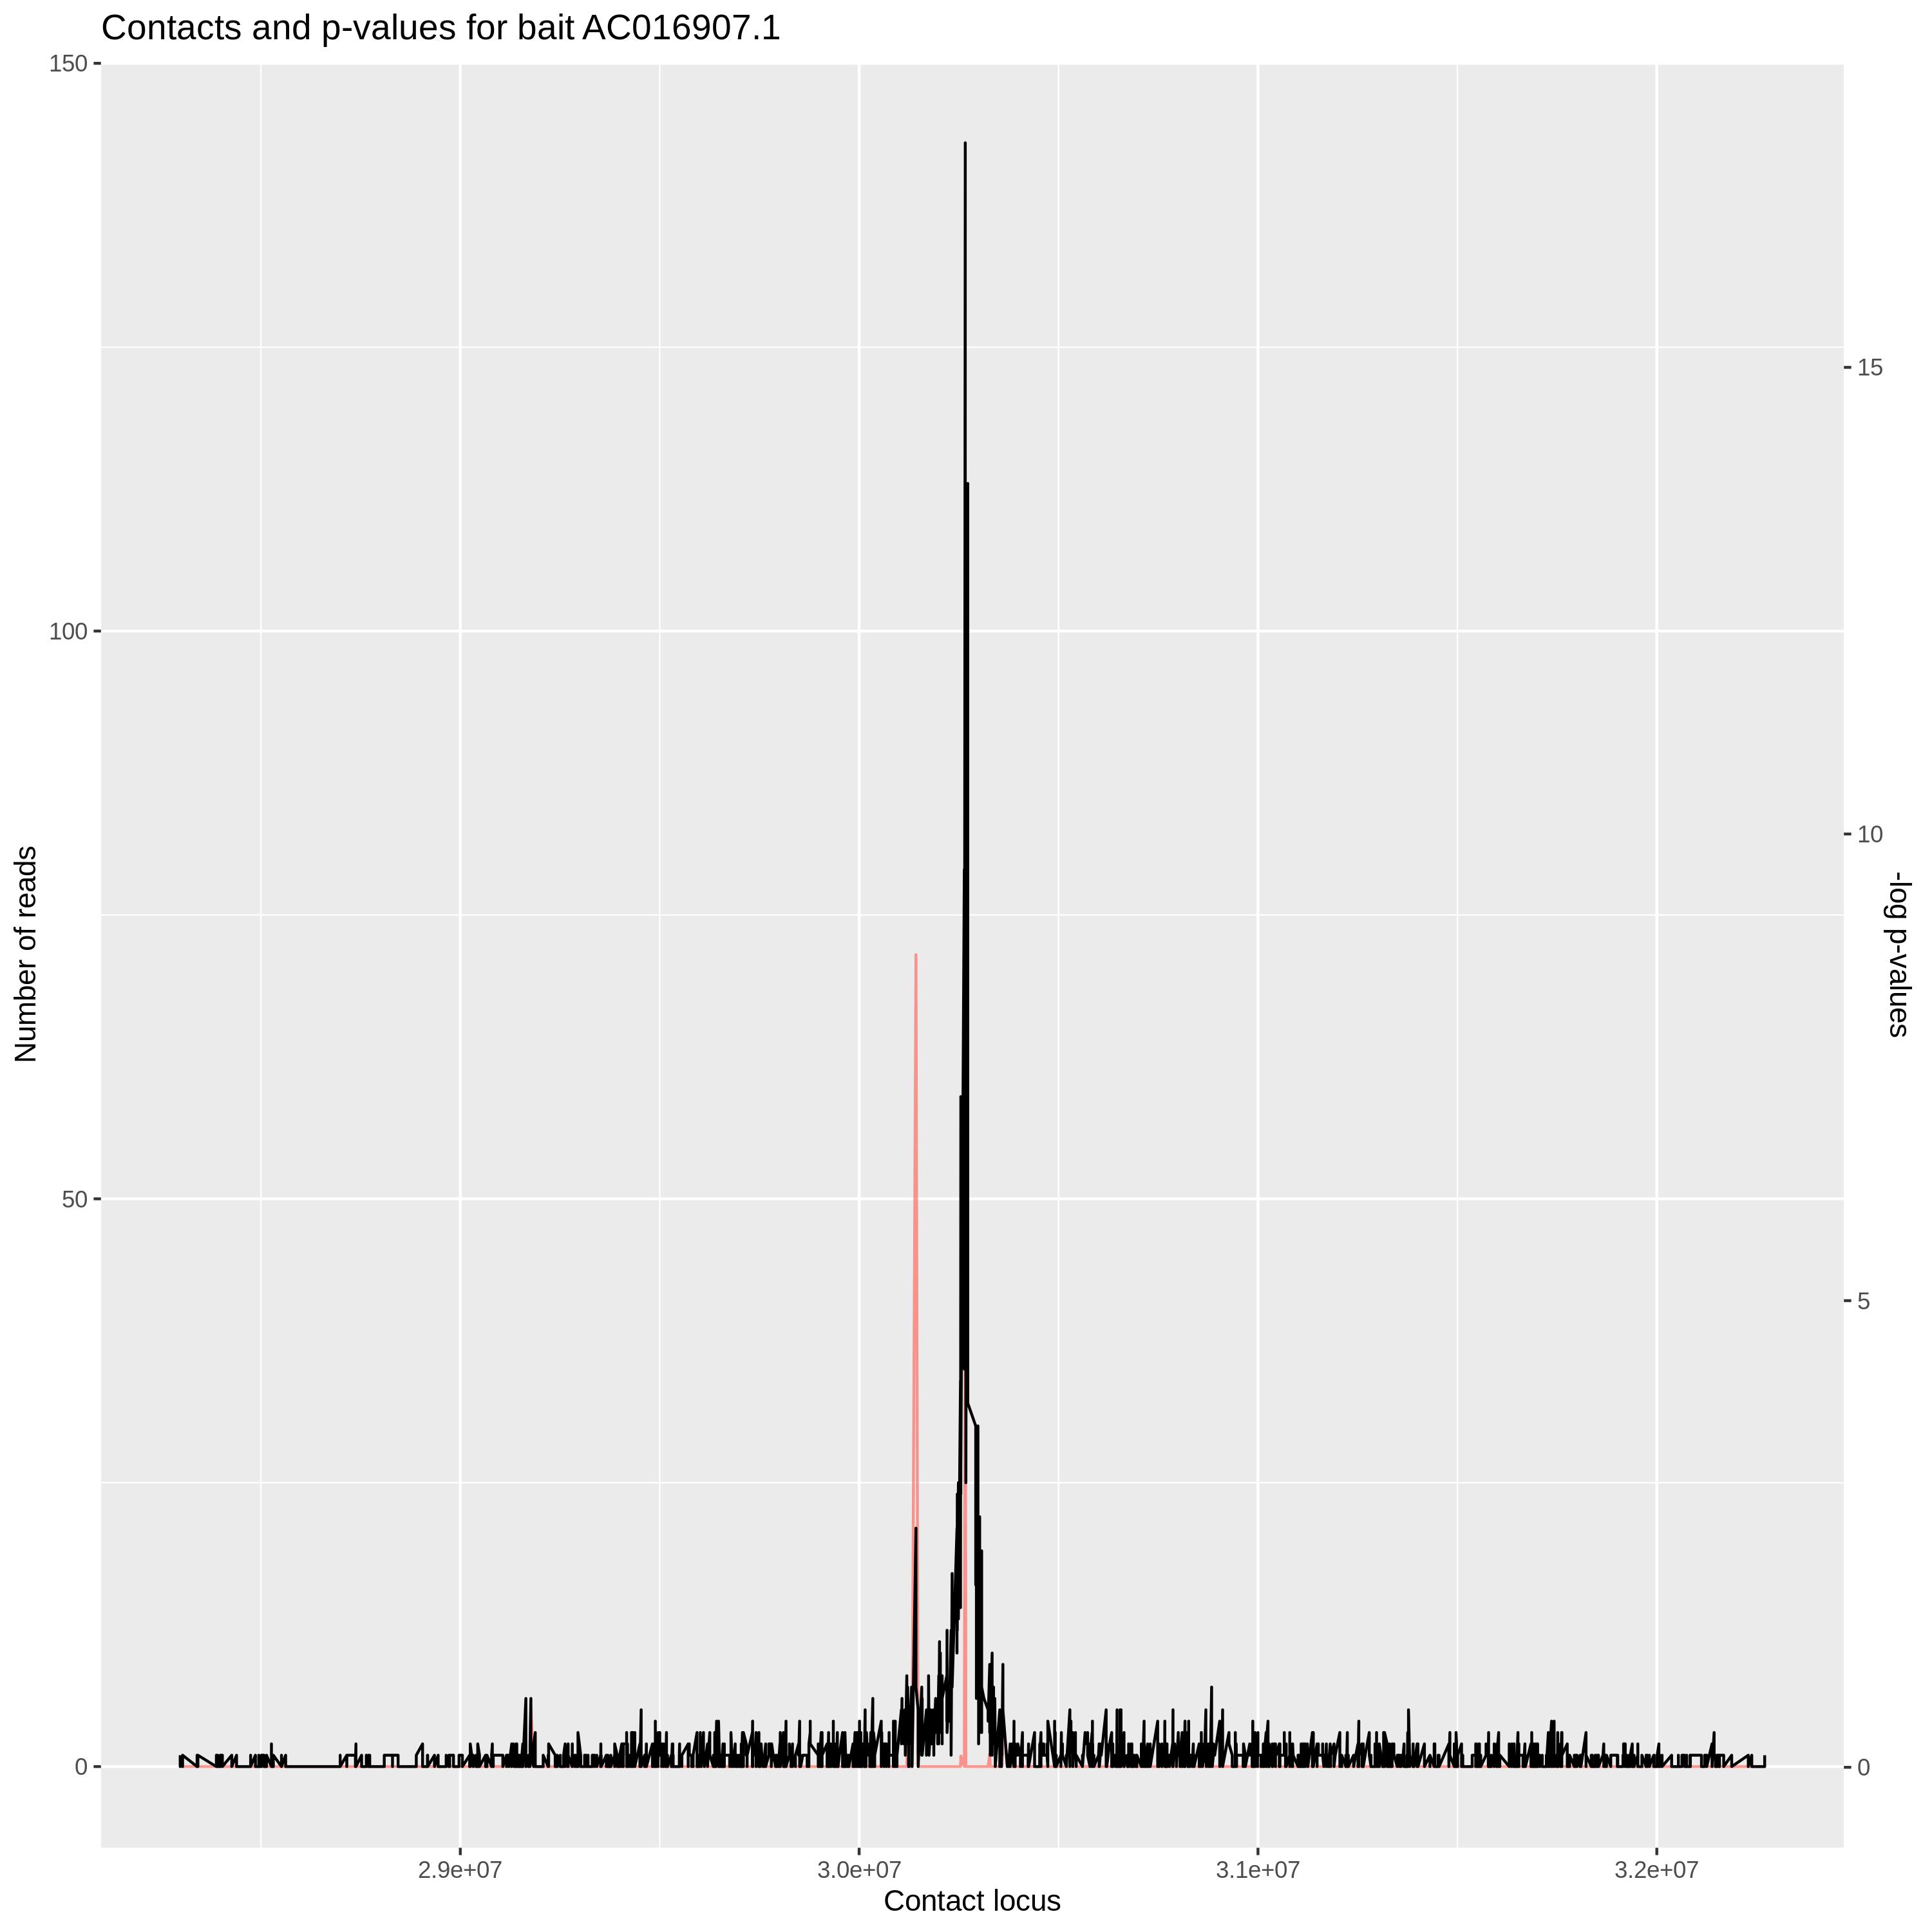 Contacts and p-values for bait AC016907.1
150
100
50
0
Number of reads
15
10
5
0
-log p-values
2.9e+07 3.0e+07 3.1e+07 3.2e+07
Contact locus